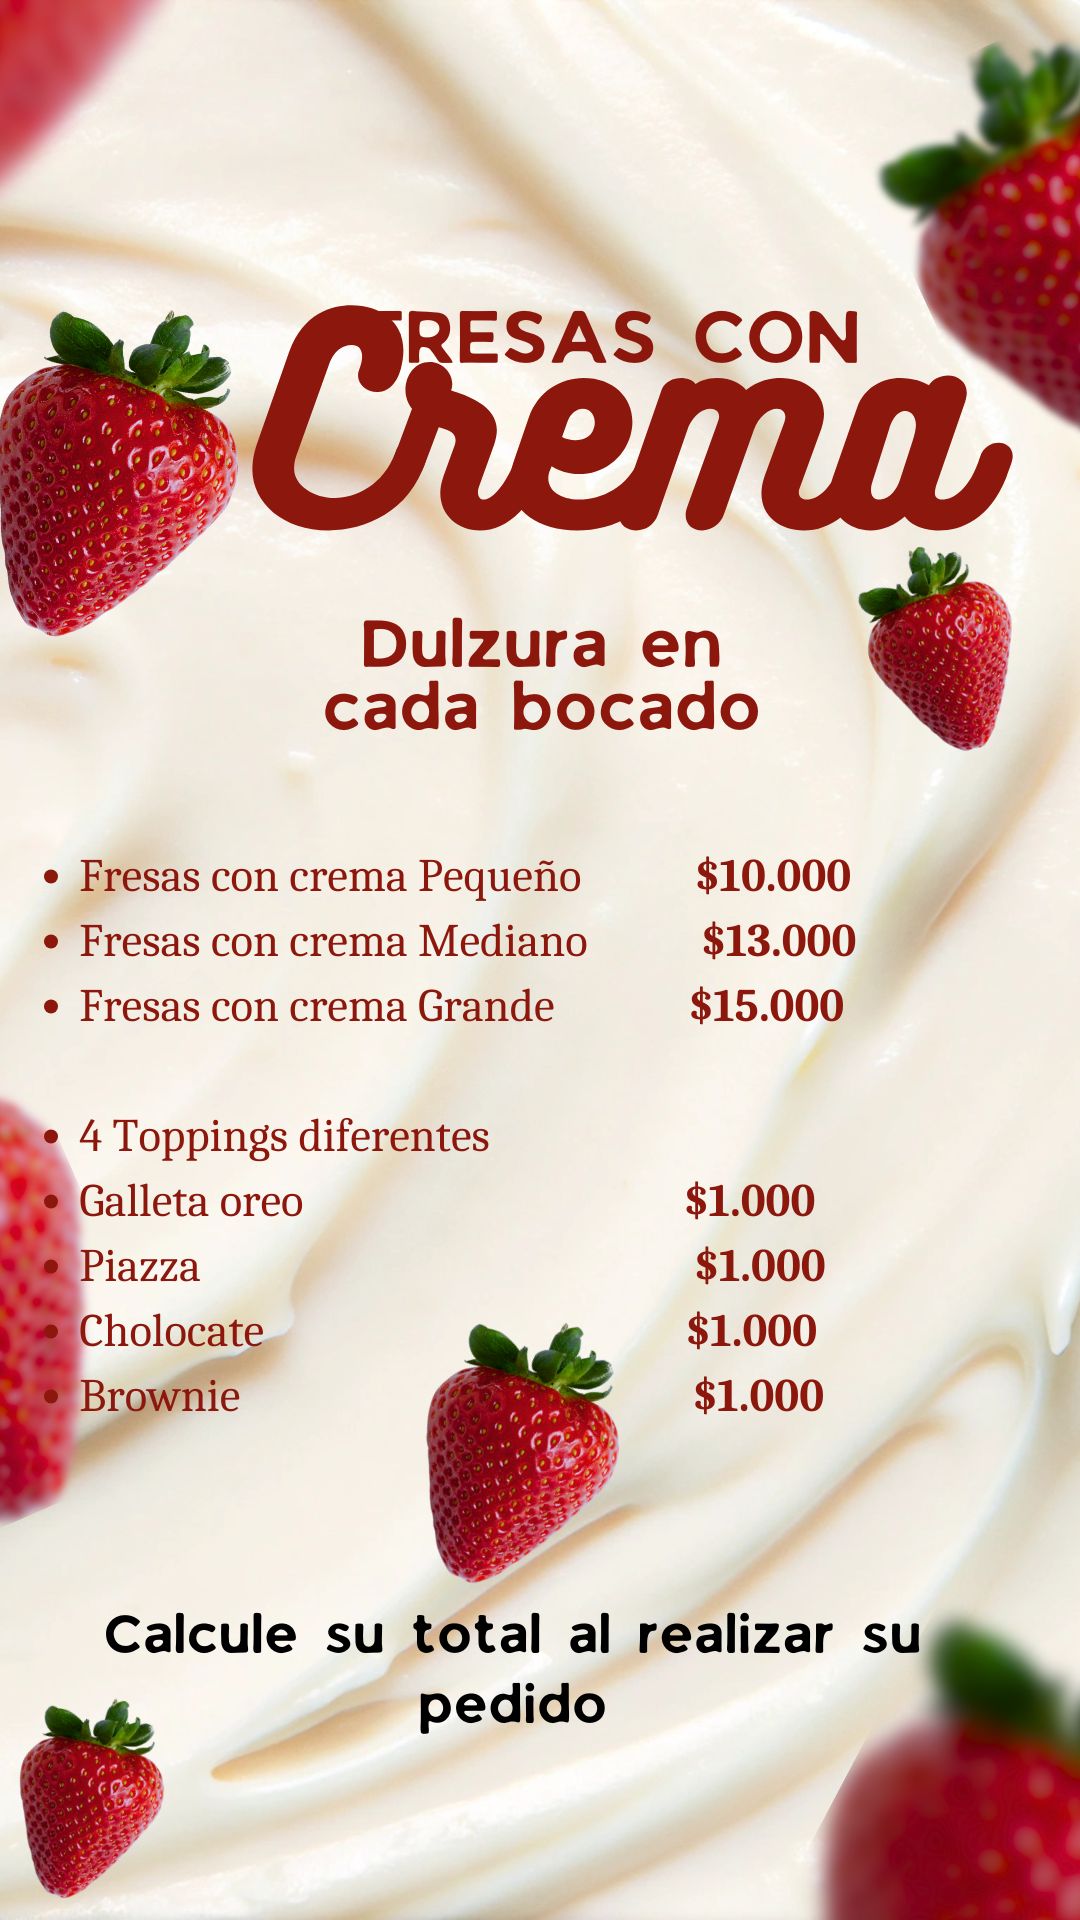 FRESAS CON
Crema
Dulzura en
cada bocado
• Fresas con crema Pequeño $10.000
• Fresas con crema Mediano $13.000
• Fresas con crema Grande $15.000
• 4 Toppings diferentes
• Galleta oreo $1.000
• Piazza $1.000
• Cholocate $1.000
• Brownie $1.000
Calcule su total al realizar su
pedido